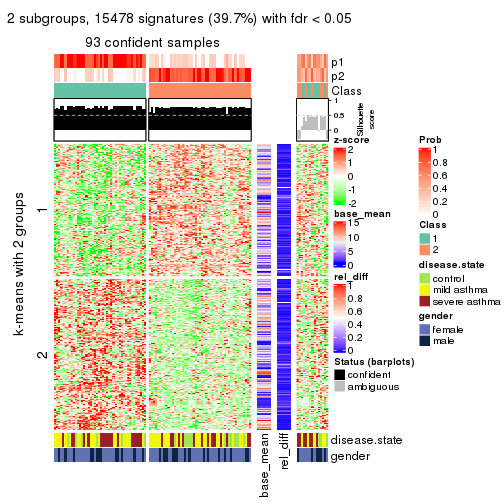 2 subgroups, 15478 signatures (39.7%) with fdr < 0.05
93 confident samples
p1
p2
Class
1
0.5
0
Silhouette
score
k-means with 2 groups
1
2
z-score
2
1
0
-1
-2
base_mean
15
10
5
0
rel_diff
1
0.8
0.6
0.4
0.2
0
Status (barplots)
confident
ambiguous
Prob
1
0.8
0.6
0.4
0.2
0
Class
1
2
disease.state
control
mild asthma
severe asthma
gender
female
male
disease.state
gender
base_mean
rel_diff